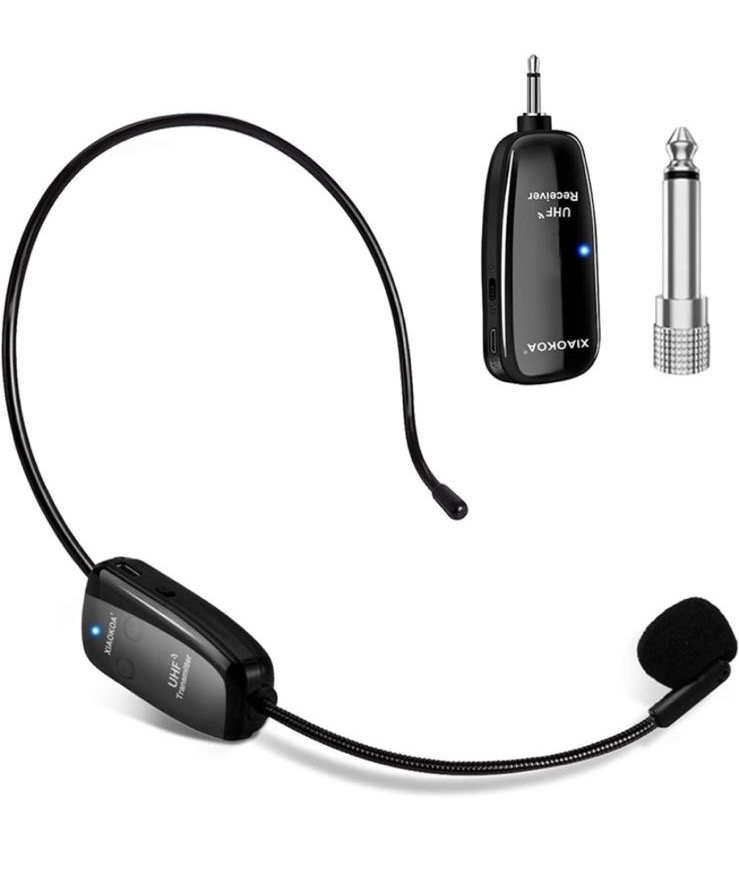 UHF
Receiver
XIAOKOA®
XIAOKOA®
UHF
Transmitter